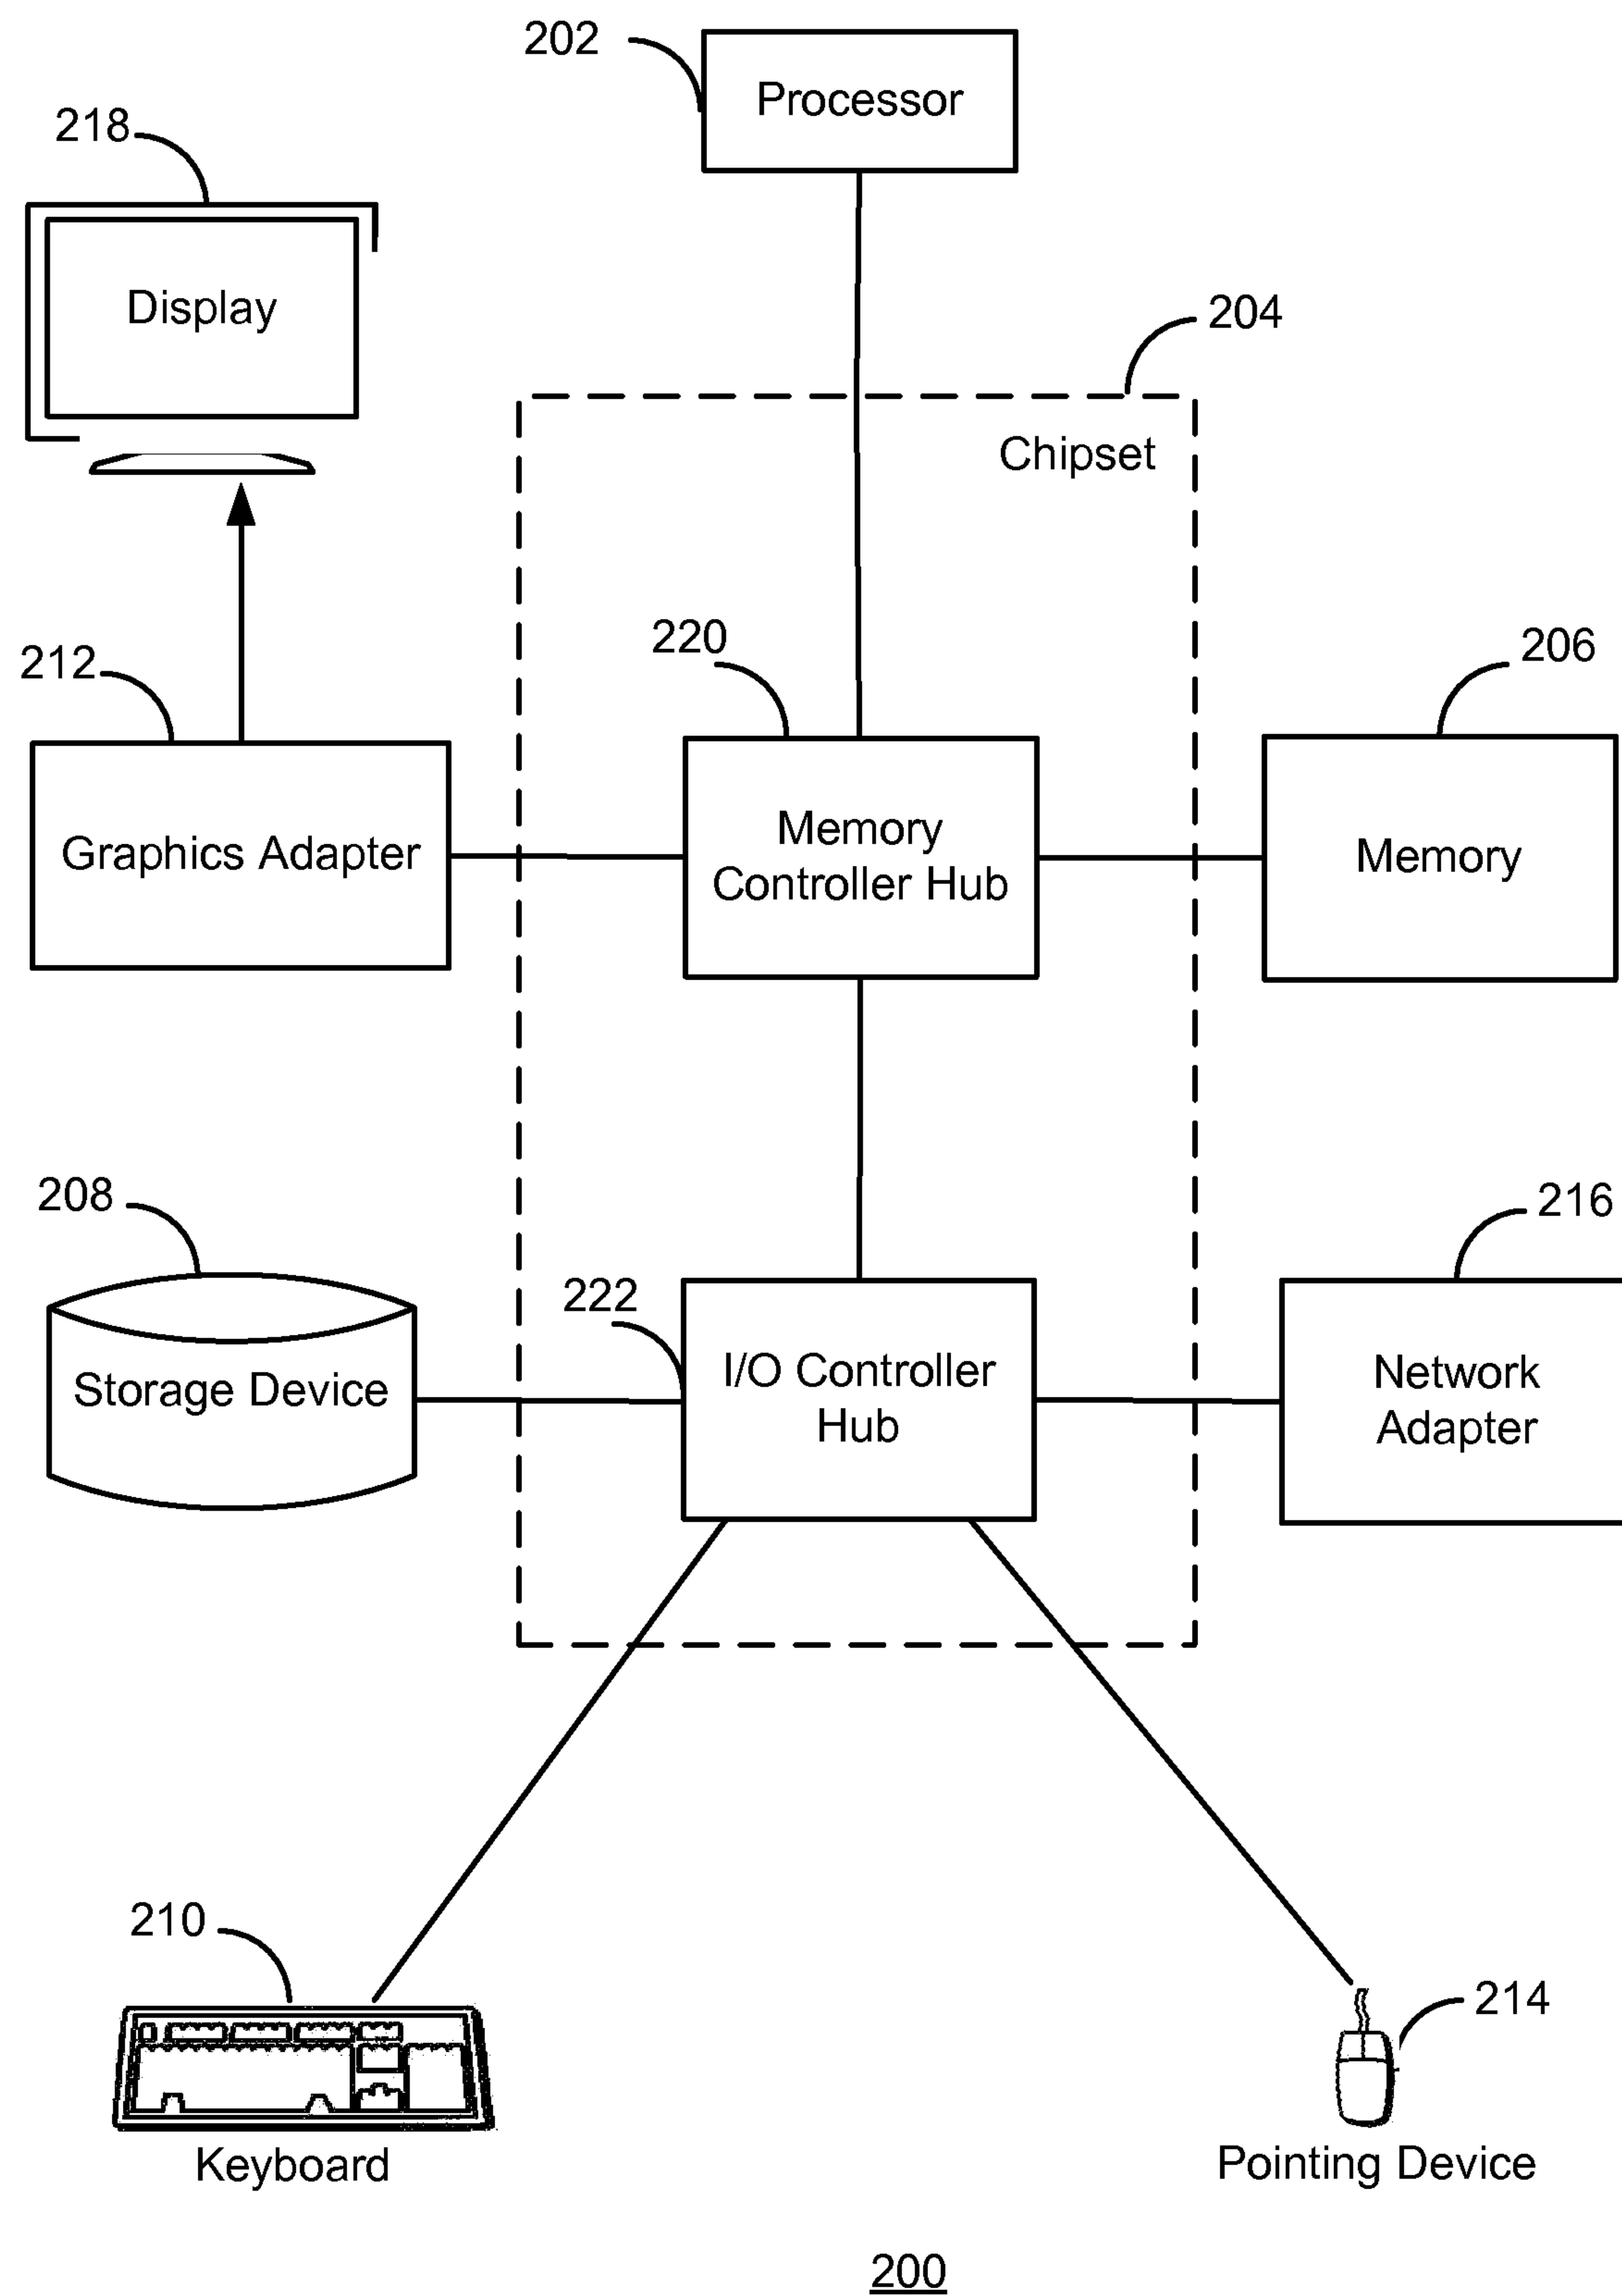 202
Processor
218
Display
204
Chipset
220
206
212
Memory
Controller Hub
Graphics Adapter
Memory
208
216
222
I/O Controller
Hub
Storage Device
Network
Adapter
210
214
Keyboard
Pointing Device
200